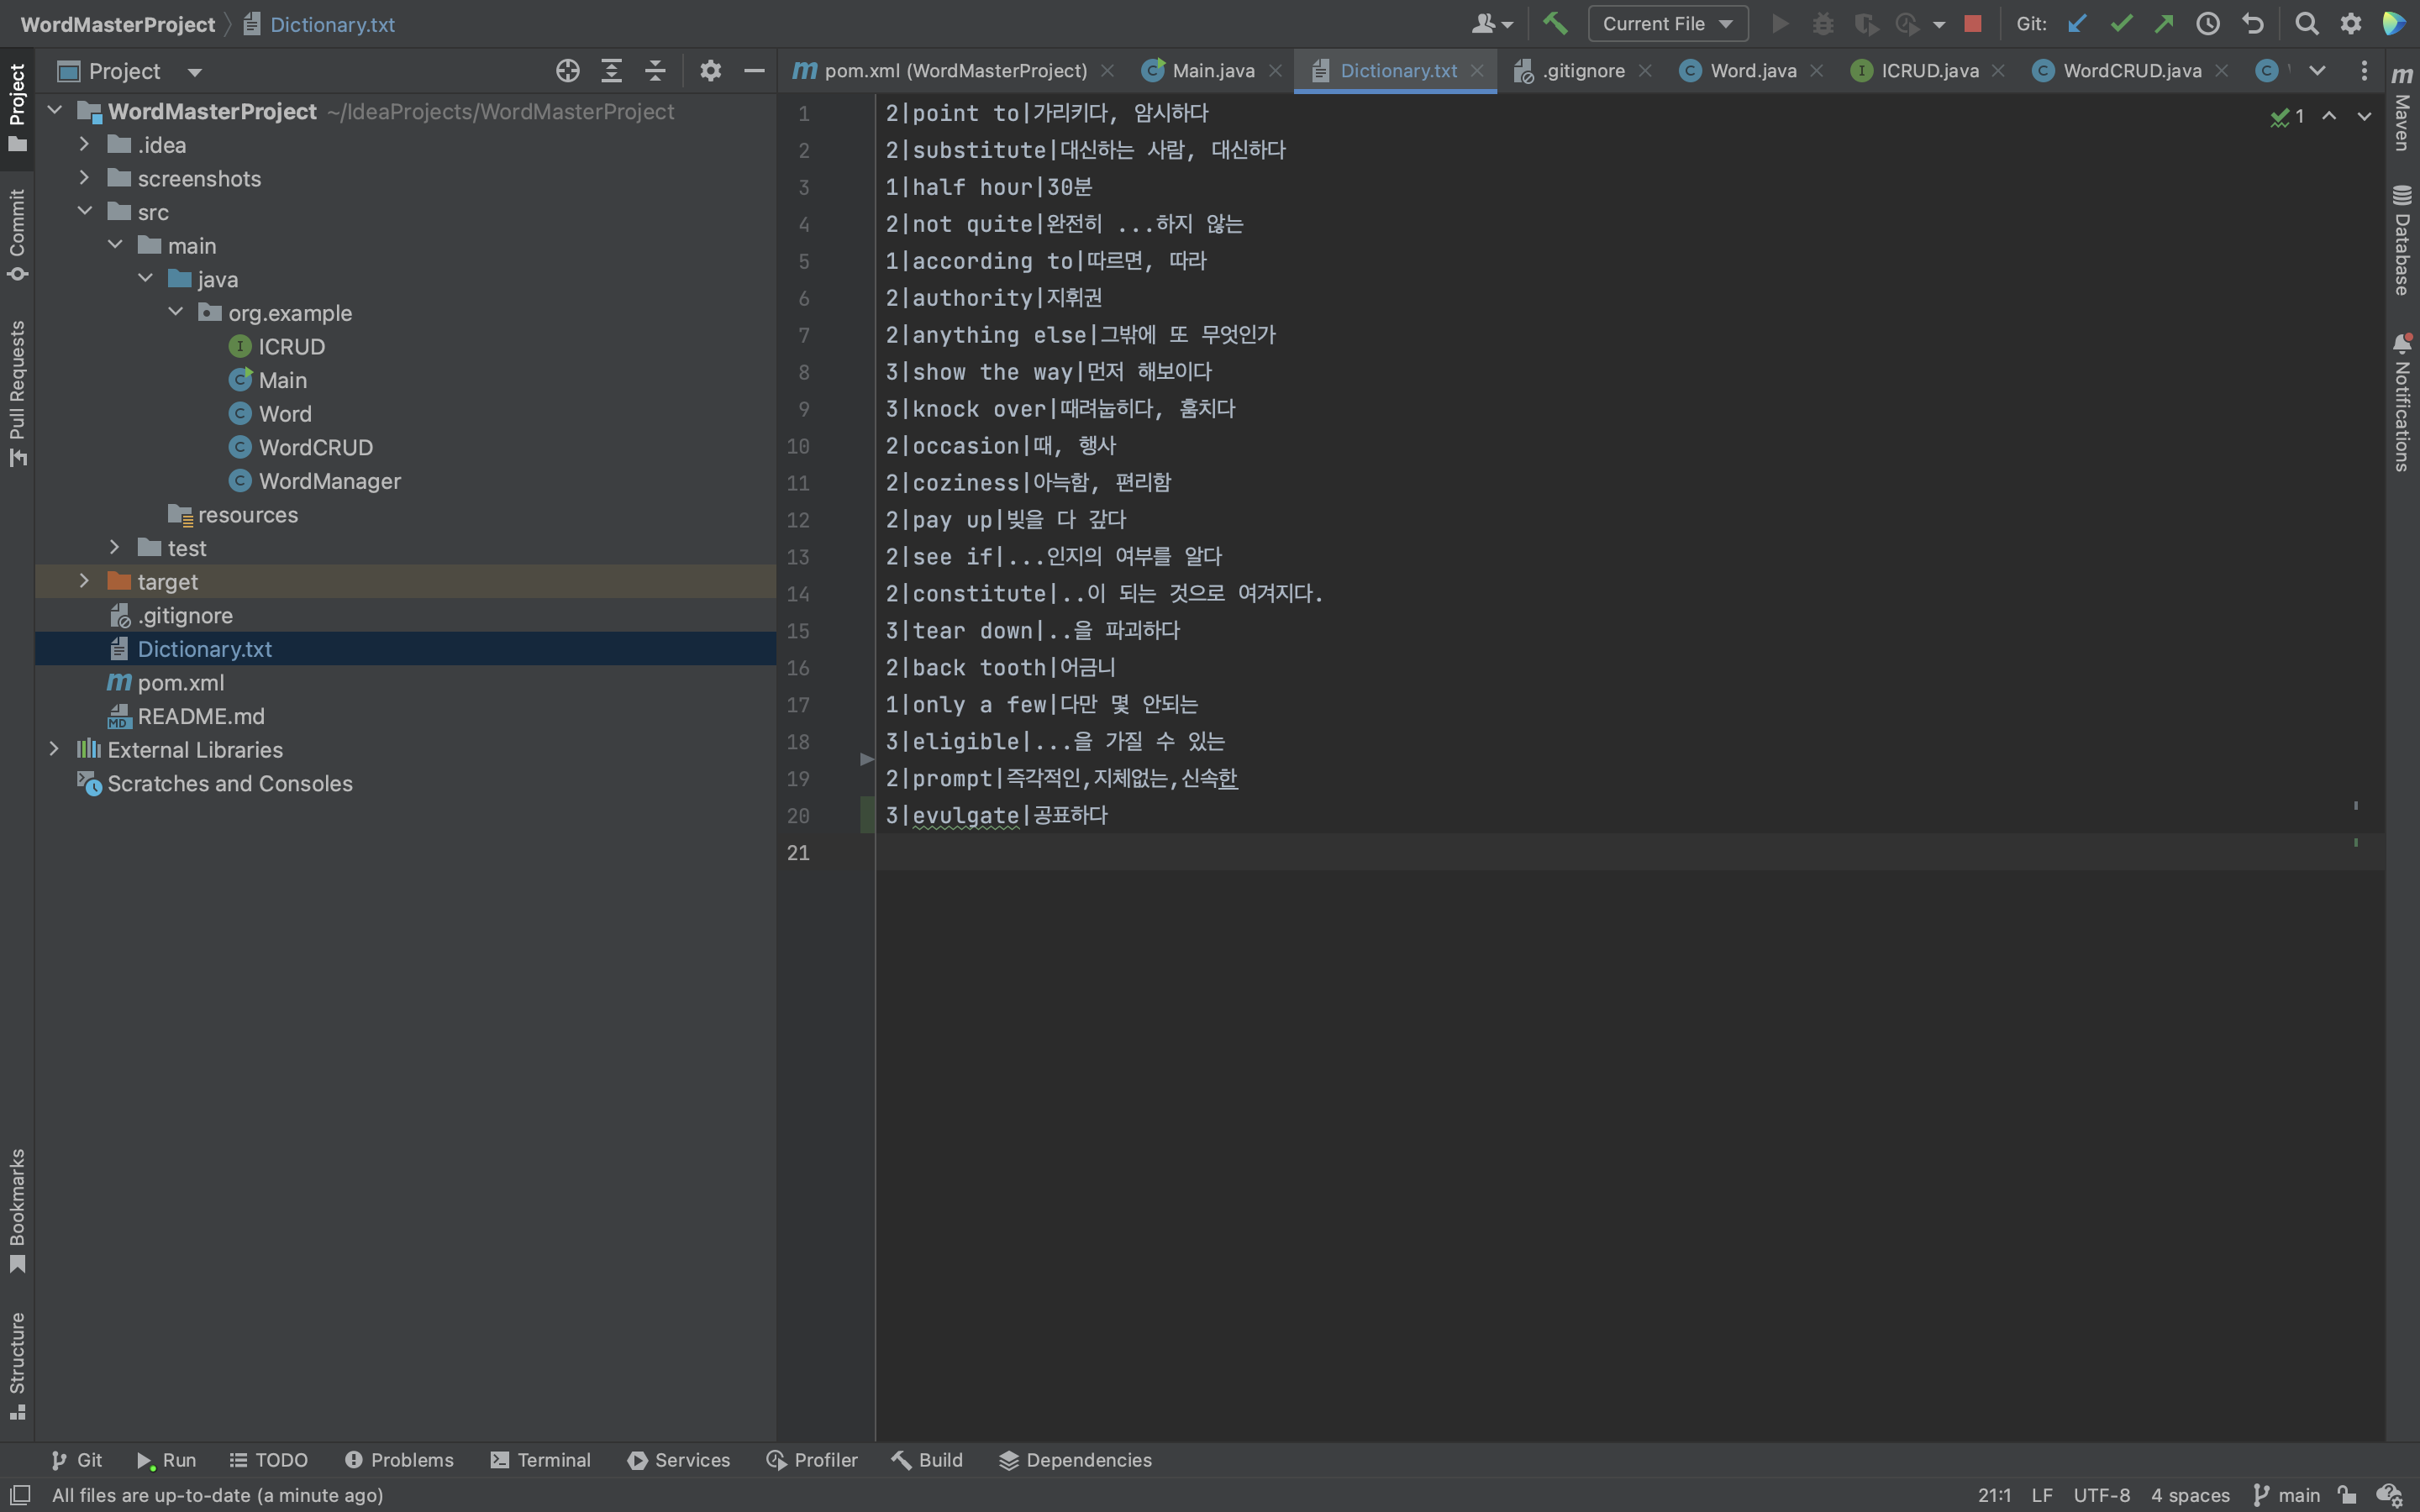 WordMasterProject Dictionary.txt
Current File
Git:
Project
pom.xml (WordMasterProject)
Main.java
Dictionary.txt
.gitignore
Word.java
ICRUD.java
WordCRUD.java
Project
Commit
Pull Requests
Bookmarks
Structure
WordMasterProject ~/IdeaProjects/WordMasterProject
.idea
screenshots
src
main
java
org.example
ICRUD
Main
Word
WordCRUD
WordManager
resources
test
target
.gitignore
Dictionary.txt
pom.xml
README.md
External Libraries
Scratches and Consoles
1 2|point to|가리키다, 암시하다
2 2|substitute|대신하는 사람, 대신하다
3 1|half hour|30분
4 2|not quite|완전히 ...하지 않는
5 1|according to|따르면, 따라
6 2|authority|지휘권
7 2|anything else|그밖에 또 무엇인가
8 3|show the way|먼저 해보이다
9 3|knock over|때려눕히다, 훔치다
10 2|occasion|때, 행사
11 2|coziness|아늑함, 편리함
12 2|pay up|빚을 다 갚다
13 2|see if|...인지의 여부를 알다
14 2|constitute|..이 되는 것으로 여겨지다.
15 3|tear down|..을 파괴하다
16 2|back tooth|어금니
17 1|only a few|다만 몇 안되는
18 3|eligible|...을 가질 수 있는
19 2|prompt|즉각적인,지체없는,신속한
20 3|evulgate|공표하다
21
1
m
Maven
Database
Notifications
Git
Run
TODO
Problems
Terminal
Services
Profiler
Build
Dependencies
All files are up-to-date (a minute ago)
21:1 LF UTF-8 4 spaces main